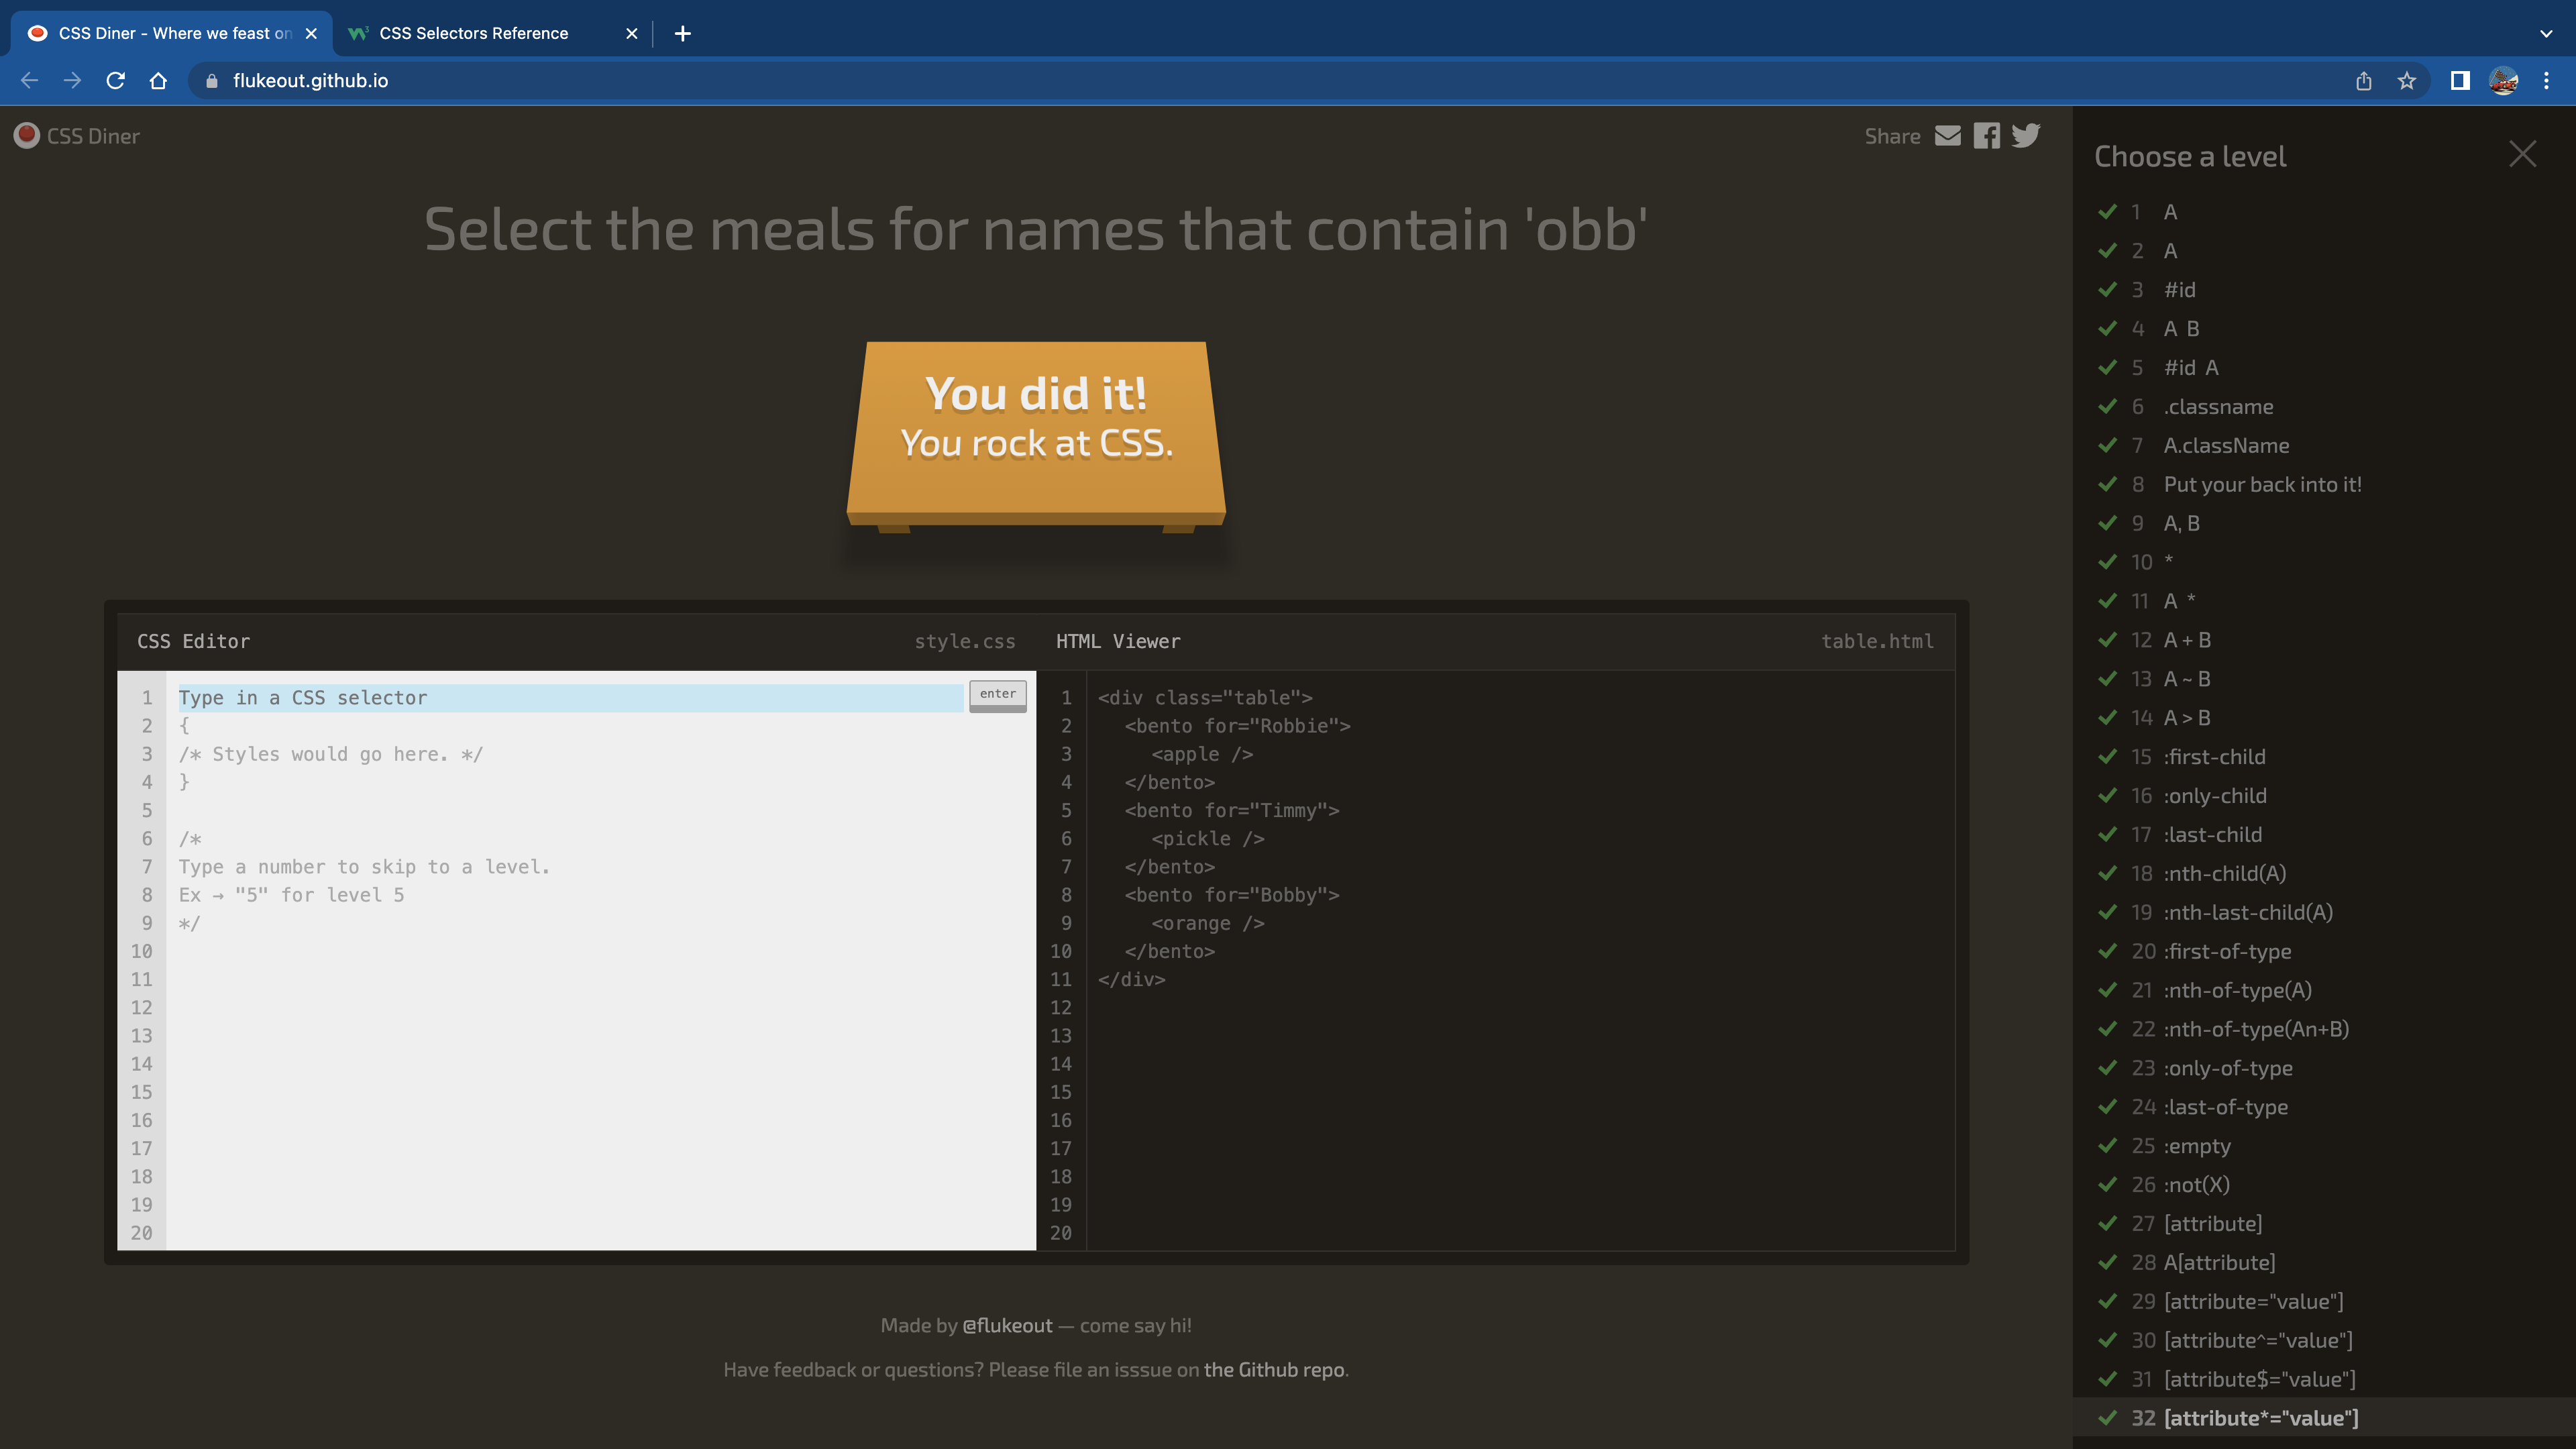 CSS Diner - Where we feast on
CSS Selectors Reference
flukeout.github.io
CSS Diner
Share
Select the meals for names that contain 'obb'
You did it!
You rock at CSS.
CSS Editor
style.css
1 Type in a CSS selector
enter
2 {
3 /* Styles would go here. */
4 }
5
6 /*
7 Type a number to skip to a level.
8 Ex → "5" for level 5
9 */
10
11
12
13
14
15
16
17
18
19
20
HTML Viewer
table.html
1 <div class="table">
2 <bento for="Robbie">
3 <apple />
4 </bento>
5 <bento for="Timmy">
6 <pickle />
7 </bento>
8 <bento for="Bobby">
9 <orange />
10 </bento>
11 </div>
12
13
14
15
16
17
18
19
20
Made by @flukeout — come say hi!
Have feedback or questions? Please file an isssue on the Github repo.
Choose a level
1 A
2 A
3 #id
4 A B
5 #id A
6 .classname
7 A.className
8 Put your back into it!
9 A, B
10 *
11 A *
12 A + B
13 A ~ B
14 A > B
15 :first-child
16 :only-child
17 :last-child
18 :nth-child(A)
19 :nth-last-child(A)
20 :first-of-type
21 :nth-of-type(A)
22 :nth-of-type(An+B)
23 :only-of-type
24 :last-of-type
25 :empty
26 :not(X)
27 [attribute]
28 A[attribute]
29 [attribute="value"]
30 [attribute^="value"]
31 [attribute$="value"]
32 [attribute*="value"]